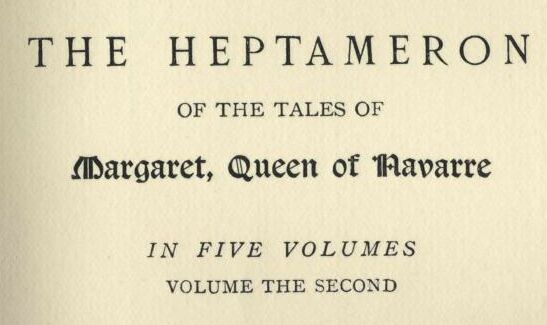 THE HEPTAMERON
OF THE TALES OF
Margaret, Queen of Navarre
IN FIVE VOLUMES
VOLUME THE SECOND